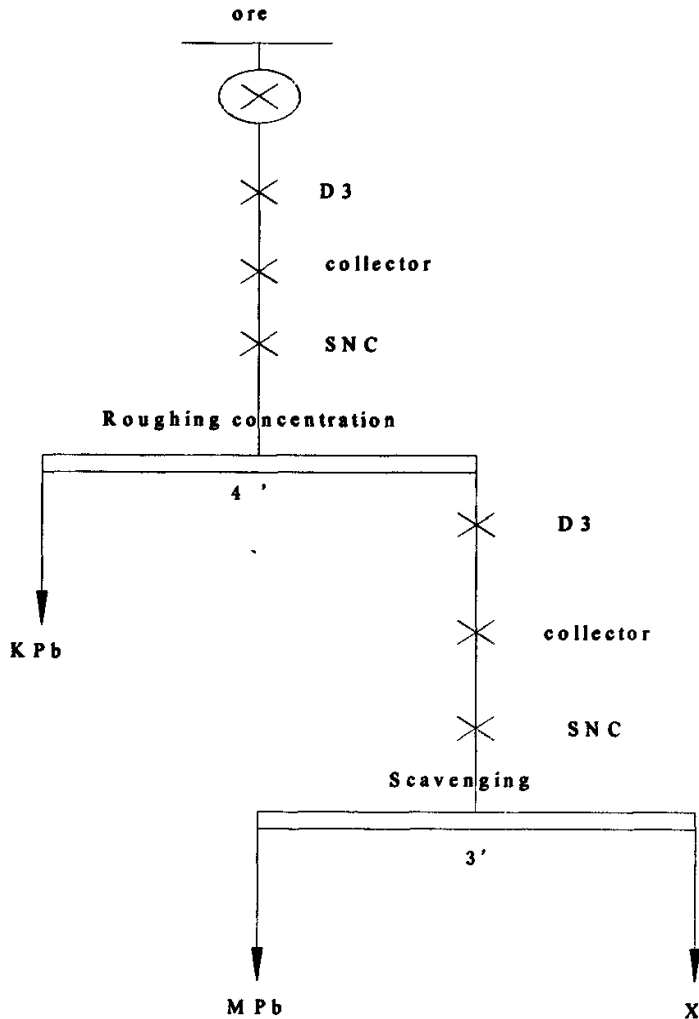 ore
D3
collector
SNC
Roughing concentration
4 '
D3
KPb
collector
SNC
Scavenging
3'
MPb
X